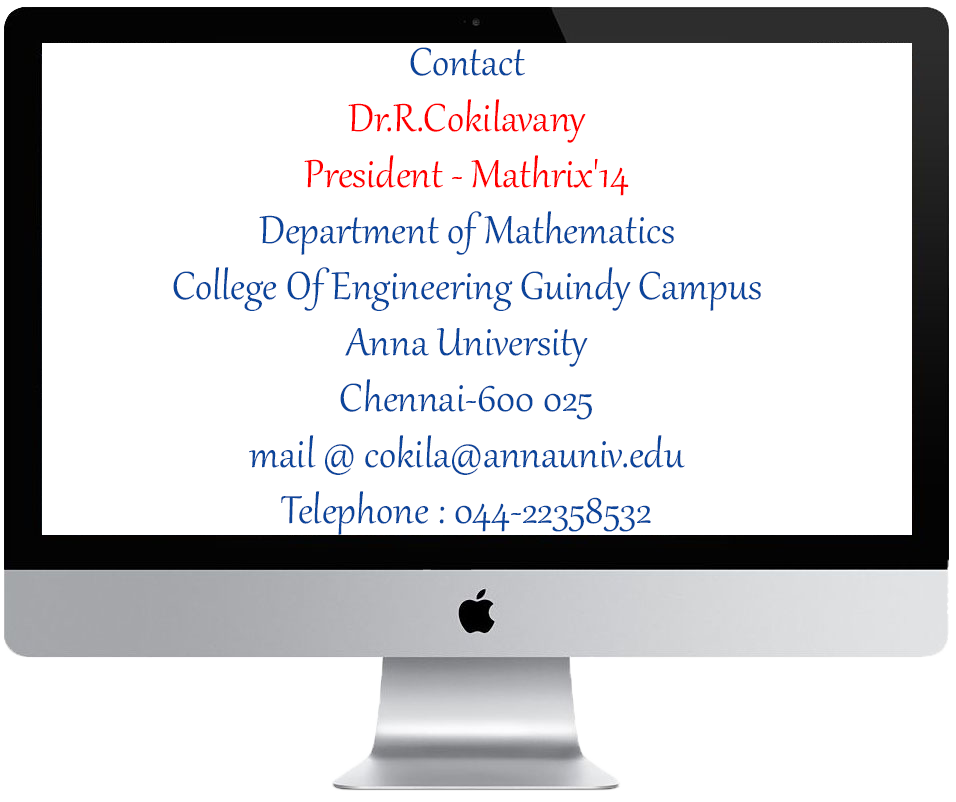 Contact
Dr.R.Cokilavany
President - Mathrix'14
Department of Mathematics
College Of Engineering Guindy Campus
Anna University
Chennai-600 025
mail @ cokila@annauniv.edu
Telephone : 044-22358532